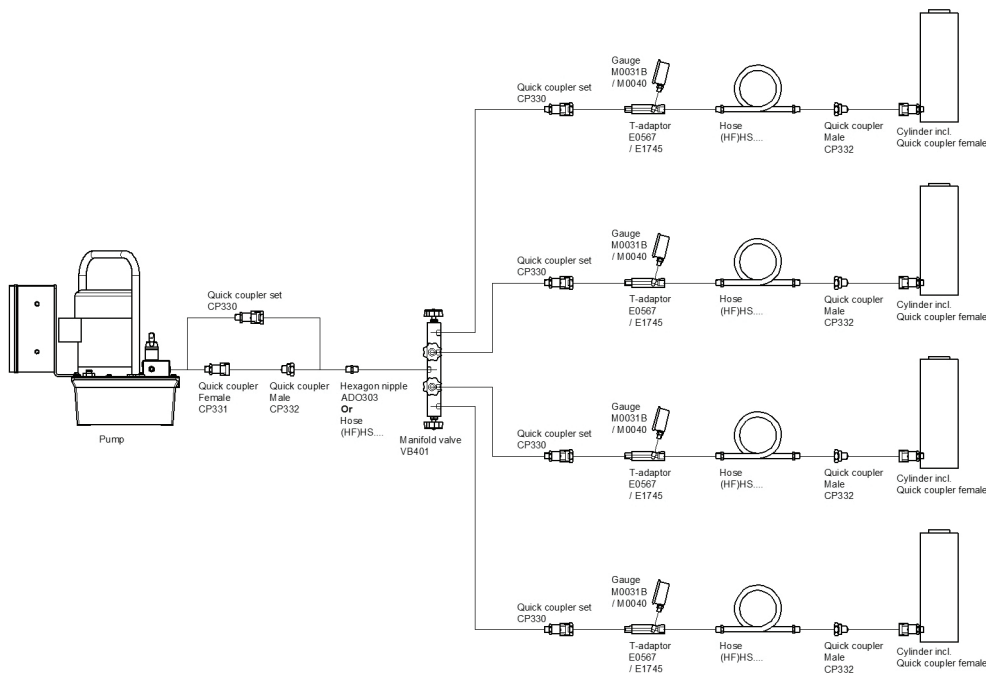 Gauge
M0031B
/ M0040
Quick coupler set
CP330
T-adaptor
E0567
/ E1745
Hose
(HF)HS....
Quick coupler
Male
CP332
Cylinder incl.
Quick coupler female
Gauge
M0031B
/ M0040
Quick coupler set
CP330
T-adaptor
E0567
/ E1745
Hose
(HF)HS....
Quick coupler
Male
CP332
Cylinder incl.
Quick coupler female
Quick coupler set
CP330
Quick coupler
Female
CP331
Quick coupler
Male
CP332
Hexagon nipple
ADO303
Or
Hose
(HF)HS....
Manifold valve
VB401
Pump
Gauge
M0031B
/ M0040
Quick coupler set
CP330
T-adaptor
E0567
/ E1745
Hose
(HF)HS....
Quick coupler
Male
CP332
Cylinder incl.
Quick coupler female
Gauge
M0031B
/ M0040
Quick coupler set
CP330
T-adaptor
E0567
/ E1745
Hose
(HF)HS....
Quick coupler
Male
CP332
Cylinder incl.
Quick coupler female